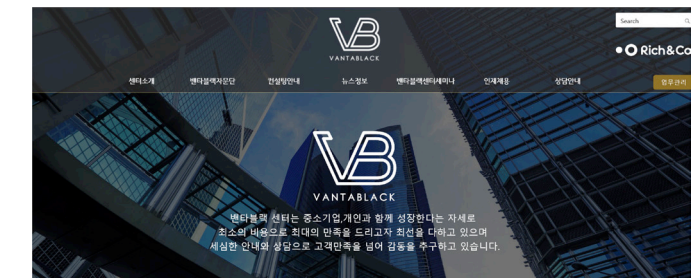 Search
VB
VANTABLACK
Rich&Co
센터소개 벤타블랙자문단 컨설팅안내 뉴스정보 벤타블랙센터세미나 인재채용 상담안내 업무관리
VB
VANTABLACK
벤타블랙 센터는 중소기업,개인과 함께 성장한다는 자세로
최소의 비용으로 최대의 만족을 드리고자 최선을 다하고 있으며
세심한 안내와 상담으로 고객만족을 넘어 감동을 추구하고 있습니다.